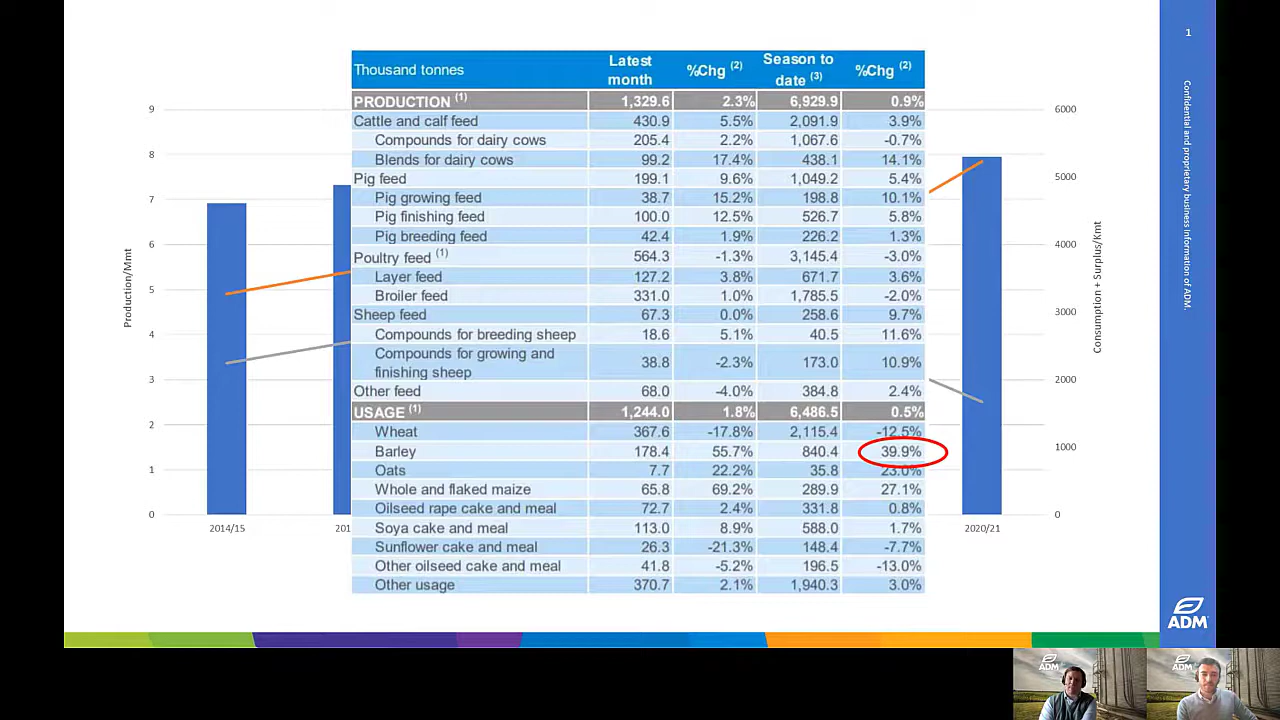 1
Confidential and proprietary business information of ADM.
Thousand tonnes Latest month %Chg (2) Season to date (3) %Chg (2)
PRODUCTION (1) 1,329.6 2.3% 6,929.9 0.9%
Cattle and calf feed 430.9 5.5% 2,091.9 3.9%
Compounds for dairy cows 205.4 2.2% 1,067.6 -0.7%
Blends for dairy cows 99.2 17.4% 438.1 14.1%
Pig feed 199.1 9.6% 1,049.2 5.4%
Pig growing feed 38.7 15.2% 198.8 10.1%
Pig finishing feed 100.0 12.5% 526.7 5.8%
Pig breeding feed 42.4 1.9% 226.2 1.3%
Poultry feed (1) 564.3 -1.3% 3,145.4 -3.0%
Layer feed 127.2 3.8% 671.7 3.6%
Broiler feed 331.0 1.0% 1,785.5 -2.0%
Sheep feed 67.3 0.0% 258.6 9.7%
Compounds for breeding sheep 18.6 5.1% 40.5 11.6%
Compounds for growing and finishing sheep 38.8 -2.3% 173.0 10.9%
Other feed 68.0 -4.0% 384.8 2.4%
USAGE (1) 1,244.0 1.8% 6,486.5 0.5%
Wheat 367.6 -17.8% 2,115.4 -12.5%
Barley 178.4 55.7% 840.4 39.9%
Oats 7.7 22.2% 35.8 23.0%
Whole and flaked maize 65.8 69.2% 289.9 27.1%
Oilseed rape cake and meal 72.7 2.4% 331.8 0.8%
Soya cake and meal 113.0 8.9% 588.0 1.7%
Sunflower cake and meal 26.3 -21.3% 148.4 -7.7%
Other oilseed cake and meal 41.8 -5.2% 196.5 -13.0%
Other usage 370.7 2.1% 1,940.3 3.0%
Production/Mmt
9
8
7
6
5
4
3
2
1
0
2014/15
201
2020/21
6000
5000
4000
3000
2000
1000
0
Consumption + Surplus/Kmt
ADM
ADM
ADM